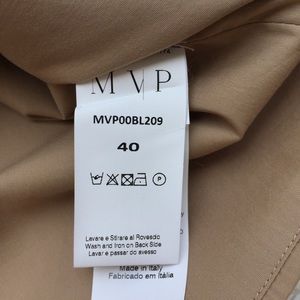 MVP
MVP00BL209
40
P
Lavare e Stirare al Rovescio
Wash and Iron on Back Side
Lavar e passar do avesso
Made in Italy
Fabricado em Itália